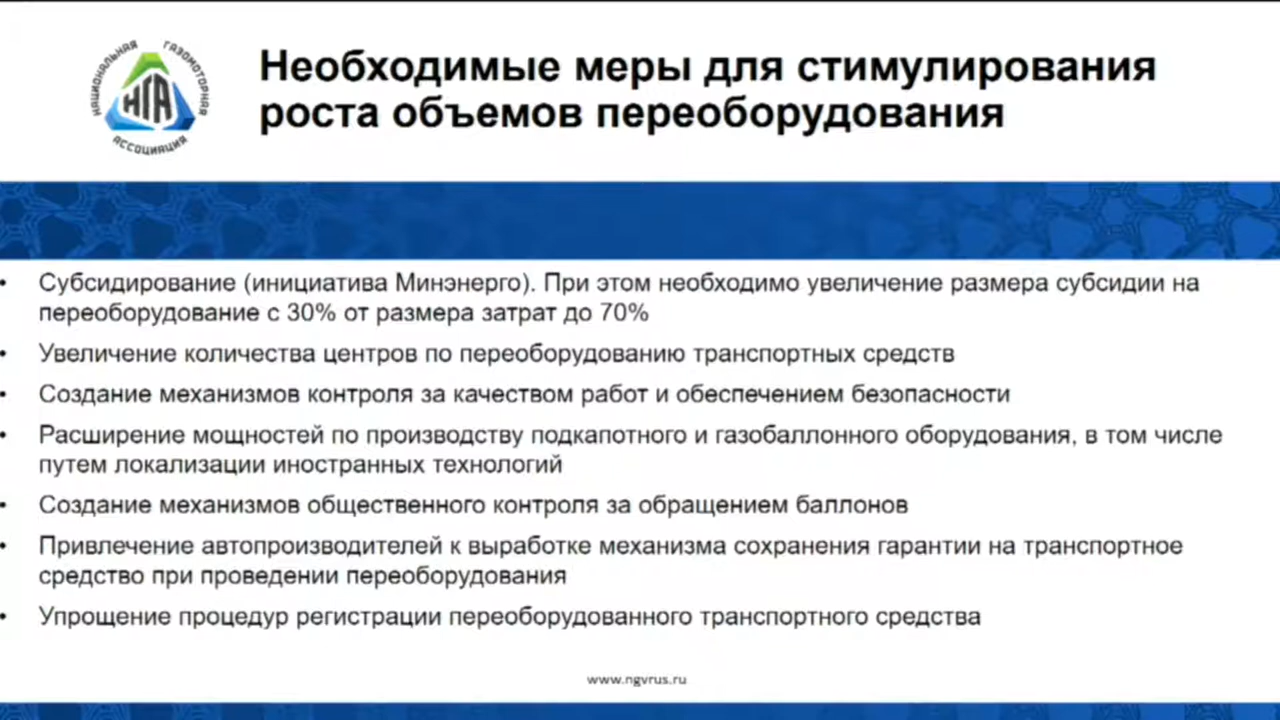 НАЦИОНАЛЬНАЯ ГАЗОМОТОРНАЯ
АССОЦИАЦИЯ
НГА
Необходимые меры для стимулирования
роста объемов переоборудования
• Субсидирование (инициатива Минэнерго). При этом необходимо увеличение размера субсидии на
переоборудование с 30% от размера затрат до 70%
• Увеличение количества центров по переоборудованию транспортных средств
• Создание механизмов контроля за качеством работ и обеспечением безопасности
• Расширение мощностей по производству подкапотного и газобаллонного оборудования, в том числе
путем локализации иностранных технологий
• Создание механизмов общественного контроля за обращением баллонов
• Привлечение автопроизводителей к выработке механизма сохранения гарантии на транспортное
средство при проведении переоборудования
• Упрощение процедур регистрации переоборудованного транспортного средства
www.ngvrus.ru